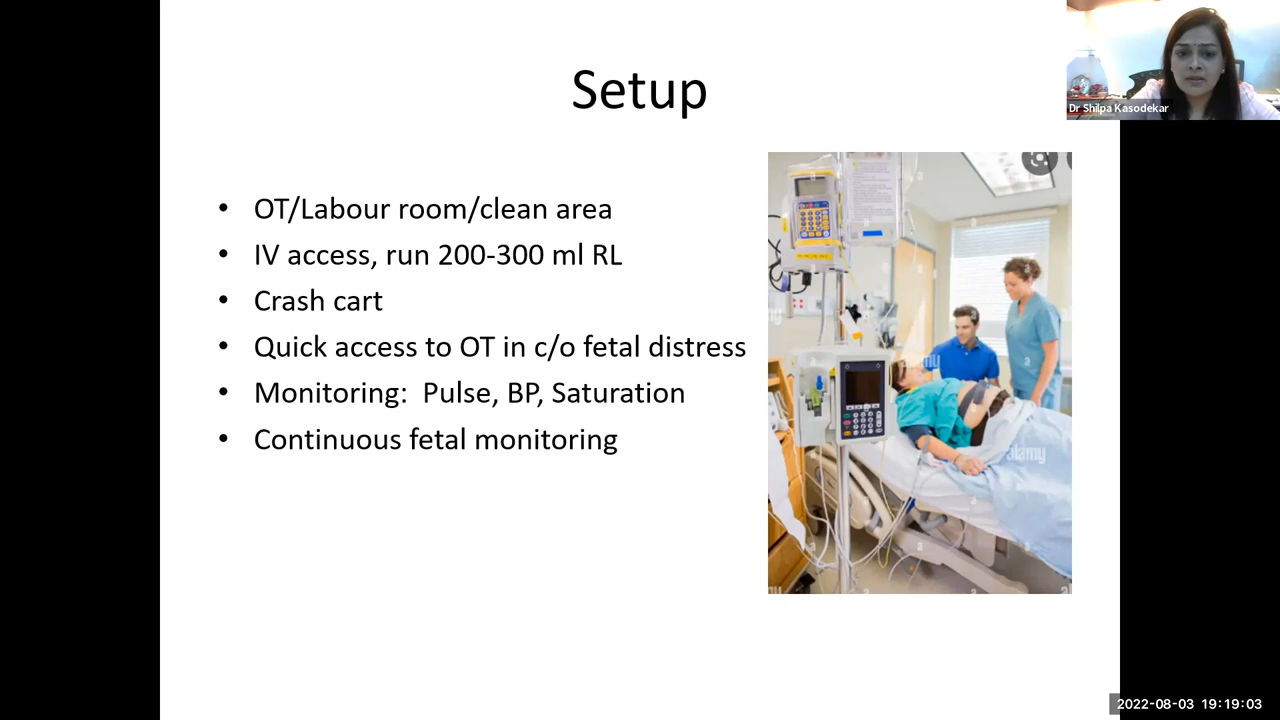 Setup
• OT/Labour room/clean area
• IV access, run 200-300 ml RL
• Crash cart
• Quick access to OT in c/o fetal distress
• Monitoring:  Pulse, BP, Saturation
• Continuous fetal monitoring
Dr Shilpa Kasodekar
alamy
alamy
2022-08-03 19:19:03